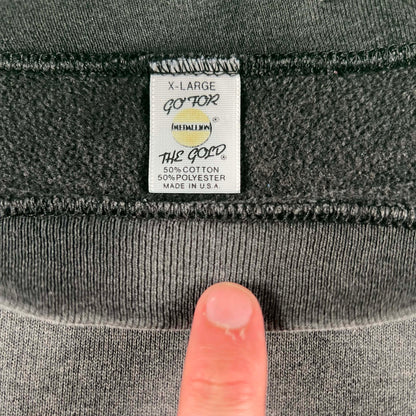 X-LARGE
GO FOR
MEDALLION
THE GOLD®
50% COTTON
50% POLYESTER
MADE IN U.S.A.